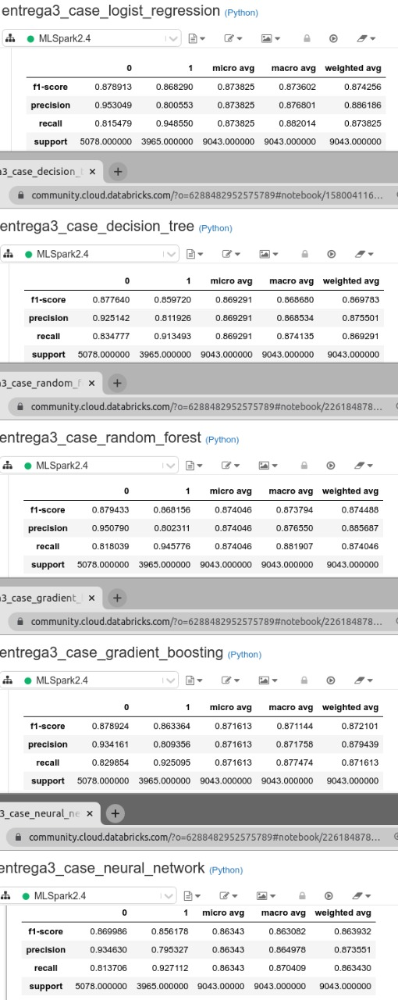 entrega3_case_logist_regression (Python)
MLSpark2.4
0 1 micro avg macro avg weighted avg
f1-score 0.878913 0.868290 0.873825 0.873602 0.874256
precision 0.953049 0.800553 0.873825 0.876801 0.886186
recall 0.815479 0.948550 0.873825 0.882014 0.873825
support 5078.000000 3965.000000 9043.000000 9043.000000 9043.000000
a3_case_decision_
community.cloud.databricks.com/?o=6288482952575789#notebook/158004116...
entrega3_case_decision_tree (Python)
MLSpark2.4
0 1 micro avg macro avg weighted avg
f1-score 0.877640 0.859720 0.869291 0.868680 0.869783
precision 0.925142 0.811926 0.869291 0.868534 0.875501
recall 0.834777 0.913493 0.869291 0.874135 0.869291
support 5078.000000 3965.000000 9043.000000 9043.000000 9043.000000
a3_case_random_f
community.cloud.databricks.com/?o=6288482952575789#notebook/226184878...
entrega3_case_random_forest (Python)
MLSpark2.4
0 1 micro avg macro avg weighted avg
f1-score 0.879433 0.868156 0.874046 0.873794 0.874488
precision 0.950790 0.802311 0.874046 0.876550 0.885687
recall 0.818039 0.945776 0.874046 0.881907 0.874046
support 5078.000000 3965.000000 9043.000000 9043.000000 9043.000000
a3_case_gradient_
community.cloud.databricks.com/?o=6288482952575789#notebook/226184878...
entrega3_case_gradient_boosting (Python)
MLSpark2.4
0 1 micro avg macro avg weighted avg
f1-score 0.878924 0.863364 0.871613 0.871144 0.872101
precision 0.934161 0.809356 0.871613 0.871758 0.879439
recall 0.829854 0.925095 0.871613 0.877474 0.871613
support 5078.000000 3965.000000 9043.000000 9043.000000 9043.000000
3_case_neural_ne
community.cloud.databricks.com/?o=6288482952575789#notebook/226184878...
entrega3_case_neural_network (Python)
MLSpark2.4
0 1 micro avg macro avg weighted avg
f1-score 0.869986 0.856178 0.86343 0.863082 0.863932
precision 0.934630 0.795327 0.86343 0.864978 0.873551
recall 0.813706 0.927112 0.86343 0.870409 0.863430
support 5078.000000 3965.000000 9043.00000 9043.000000 9043.000000